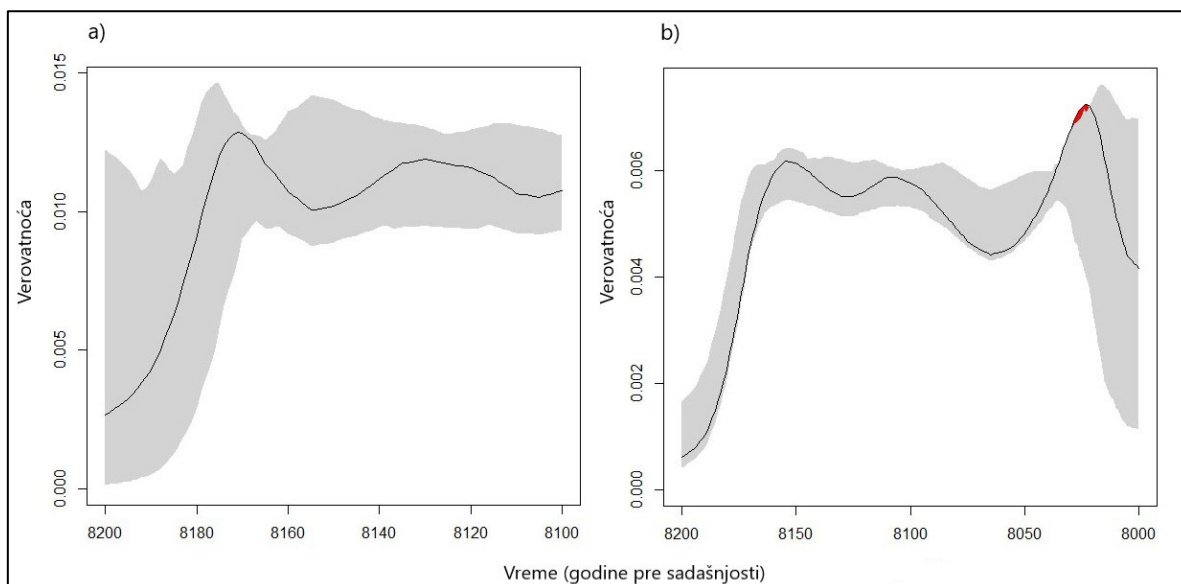 a)
b)
Verovatnoća
0.015
0.010
0.005
0.000
8200 8180 8160 8140 8120 8100
Verovatnoća
0.006
0.004
0.002
0.000
8200 8150 8100 8050 8000
Vreme (godine pre sadašnjosti)